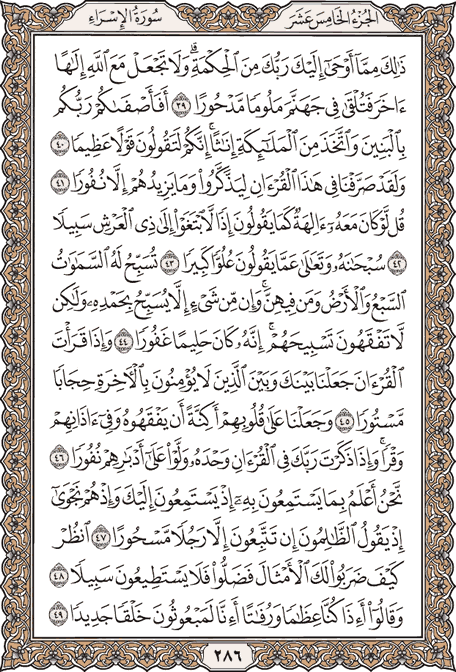 الجزء الخامس عشر
سورة الإسراء
ذَٰلِكَ مِمَّآ أَوْحَىٰٓ إِلَيْكَ رَبُّكَ مِنَ ٱلْحِكْمَةِ ۗ وَلَا تَجْعَلْ مَعَ ٱللَّهِ إِلَٰهًا
ءَاخَرَ فَتُلْقَىٰ فِي جَهَنَّمَ مَلُومًا مَّدْحُورًا ٣٩ أَفَأَصْفَىٰكُمْ رَبُّكُم
بِٱلْبَنِينَ وَٱتَّخَذَ مِنَ ٱلْمَلَٰٓئِكَةِ إِنَٰثًا ۚ إِنَّكُمْ لَتَقُولُونَ قَوْلًا عَظِيمًا ٤٠
وَلَقَدْ صَرَّفْنَا فِي هَٰذَا ٱلْقُرْءَانِ لِيَذَّكَّرُوا۟ وَمَا يَزِيدُهُمْ إِلَّا نُفُورًا ٤١
قُل لَّوْ كَانَ مَعَهُۥٓ ءَالِهَةٌ كَمَا يَقُولُونَ إِذًا لَّٱبْتَغَوْا۟ إِلَىٰ ذِي ٱلْعَرْشِ سَبِيلًا
٤٢ سُبْحَٰنَهُۥ وَتَعَٰلَىٰ عَمَّا يَقُولُونَ عُلُوًّا كَبِيرًا ٤٣ تُسَبِّحُ لَهُ ٱلسَّمَٰوَٰتُ
ٱلسَّبْعُ وَٱلْأَرْضُ وَمَن فِيهِنَّ ۚ وَإِن مِّن شَيْءٍ إِلَّا يُسَبِّحُ بِحَمْدِهِۦ وَلَٰكِن
لَّا تَفْقَهُونَ تَسْبِيحَهُمْ ۗ إِنَّهُۥ كَانَ حَلِيمًا غَفُورًا ٤٤ وَإِذَا قَرَأْتَ
ٱلْقُرْءَانَ جَعَلْنَا بَيْنَكَ وَبَيْنَ ٱلَّذِينَ لَا يُؤْمِنُونَ بِٱلْءَاخِرَةِ حِجَابًا
مَّسْتُورًا ٤٥ وَجَعَلْنَا عَلَىٰ قُلُوبِهِمْ أَكِنَّةً أَن يَفْقَهُوهُ وَفِيٓ ءَاذَانِهِمْ
وَقْرًا ۚ وَإِذَا ذَكَرْتَ رَبَّكَ فِي ٱلْقُرْءَانِ وَحْدَهُۥ وَلَّوْا۟ عَلَىٰٓ أَدْبَٰرِهِمْ نُفُورًا ٤٦
نَّحْنُ أَعْلَمُ بِمَا يَسْتَمِعُونَ بِهِۦٓ إِذْ يَسْتَمِعُونَ إِلَيْكَ وَإِذْ هُمْ نَجْوَىٰٓ
إِذْ يَقُولُ ٱلظَّٰلِمُونَ إِن تَتَّبِعُونَ إِلَّا رَجُلًا مَّسْحُورًا ٤٧ ٱنظُرْ
كَيْفَ ضَرَبُوا۟ لَكَ ٱلْأَمْثَالَ فَضَلُّوا۟ فَلَا يَسْتَطِيعُونَ سَبِيلًا ٤٨
وَقَالُوٓا۟ أَءِذَا كُنَّا عِظَٰمًا وَرُفَٰتًا أَءِنَّا لَمَبْعُوثُونَ خَلْقًا جَدِيدًا ٤٩
٢٨٦